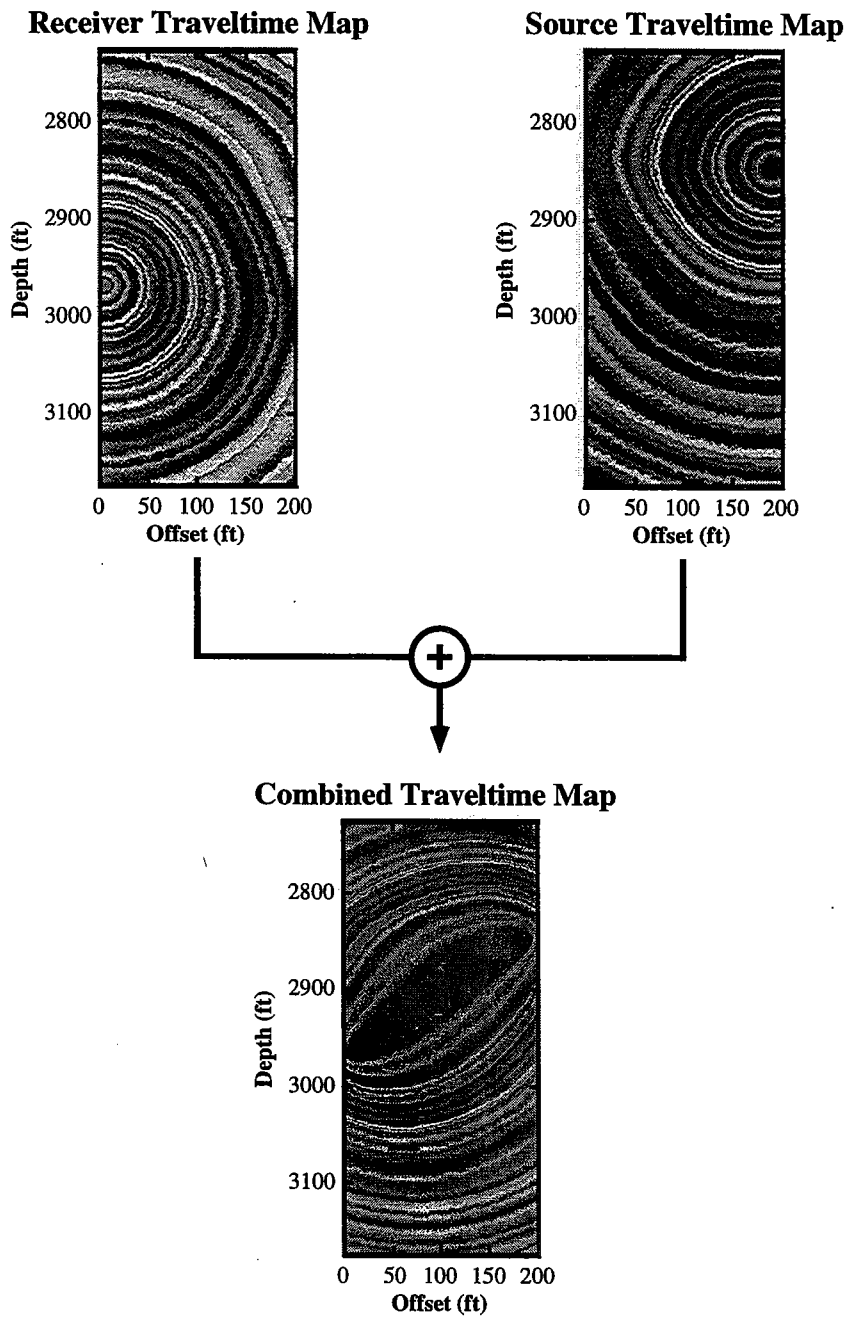 Receiver Traveltime Map
Source Traveltime Map
Depth (ft)
2800
2900
3000
3100
0 50 100 150 200
Offset (ft)
Depth (ft)
2800
2900
3000
3100
0 50 100 150 200
Offset (ft)
+
Combined Traveltime Map
Depth (ft)
2800
2900
3000
3100
0 50 100 150 200
Offset (ft)